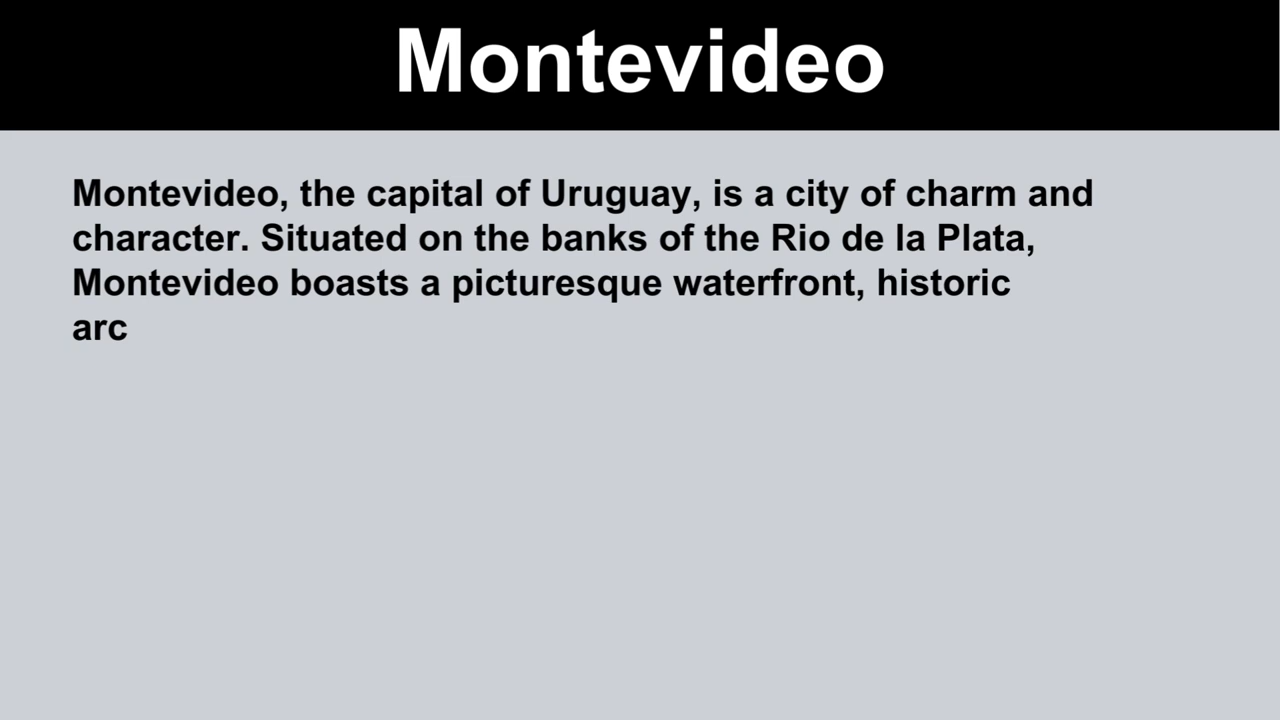 Montevideo
Montevideo, the capital of Uruguay, is a city of charm and
character. Situated on the banks of the Rio de la Plata,
Montevideo boasts a picturesque waterfront, historic
arc